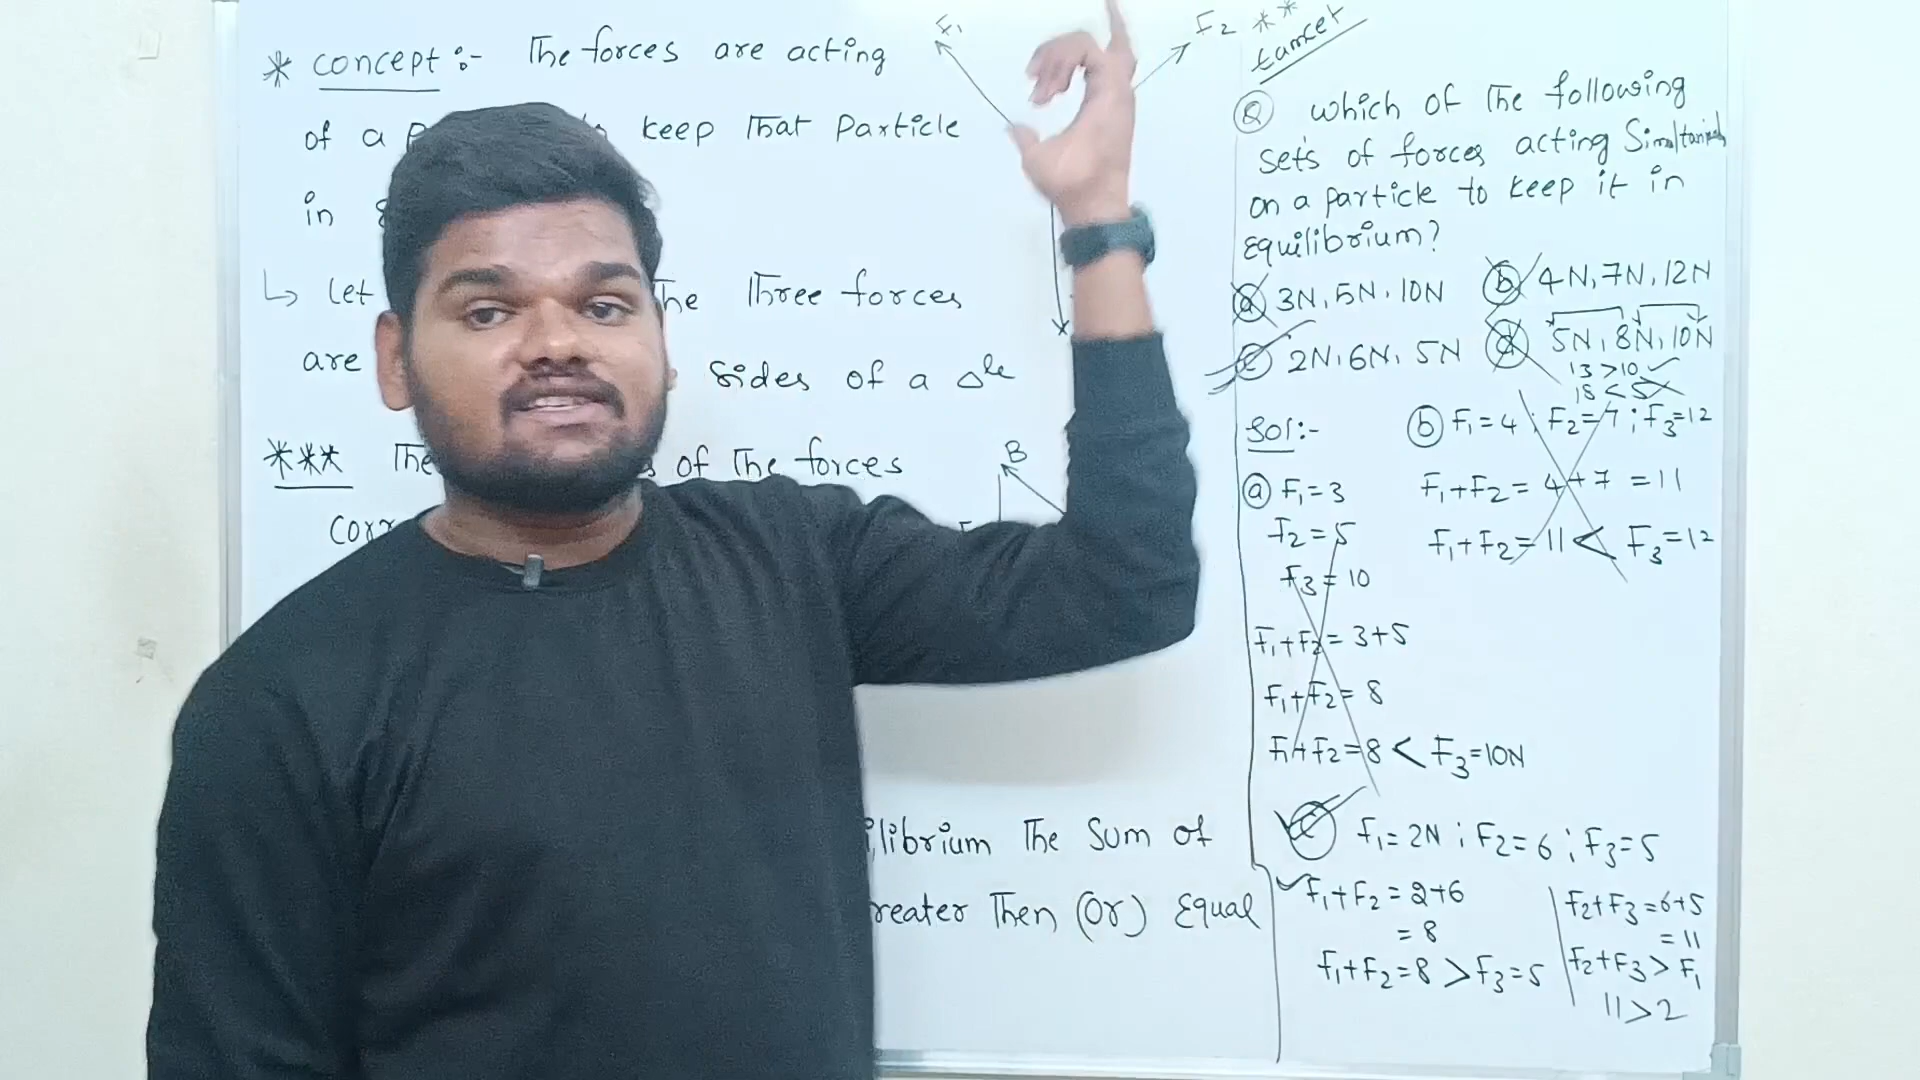 * concept :- The forces are acting
of a keep That Particle
in
↳ Let The Three forces
are sides of a Δle
*** The of The forces
F1
F2
B
ilibrium The Sum of
reater Then (Or) Equal
**
Eamcet
Q which of The following
sets of forces acting
on a particle to keep it in
Equilibrium?
a 3N, 5N, 10N b 4N, 7N, 12N
c 2N, 6N, 5N d 5N, 8N, 10N
13 > 10 ✓
18 < 5
Sol:-
a F1 = 3
F2 = 5
F3 = 10
F1+F2 = 3+5
F1+F2 = 8
F1+F2 = 8 < F3=10N
b F1 = 4 ; F2 = 7 ; F3=12
F1+F2 = 4+7 = 11
F1+F2 = 11 < F3=12
c F1 = 2N ; F2 = 6 ; F3 = 5
✓ F1+F2 = 2+6
= 8
F1+F2 = 8 > F3 = 5
F2+F3 = 6+5
= 11
F2+F3 > F1
11 > 2